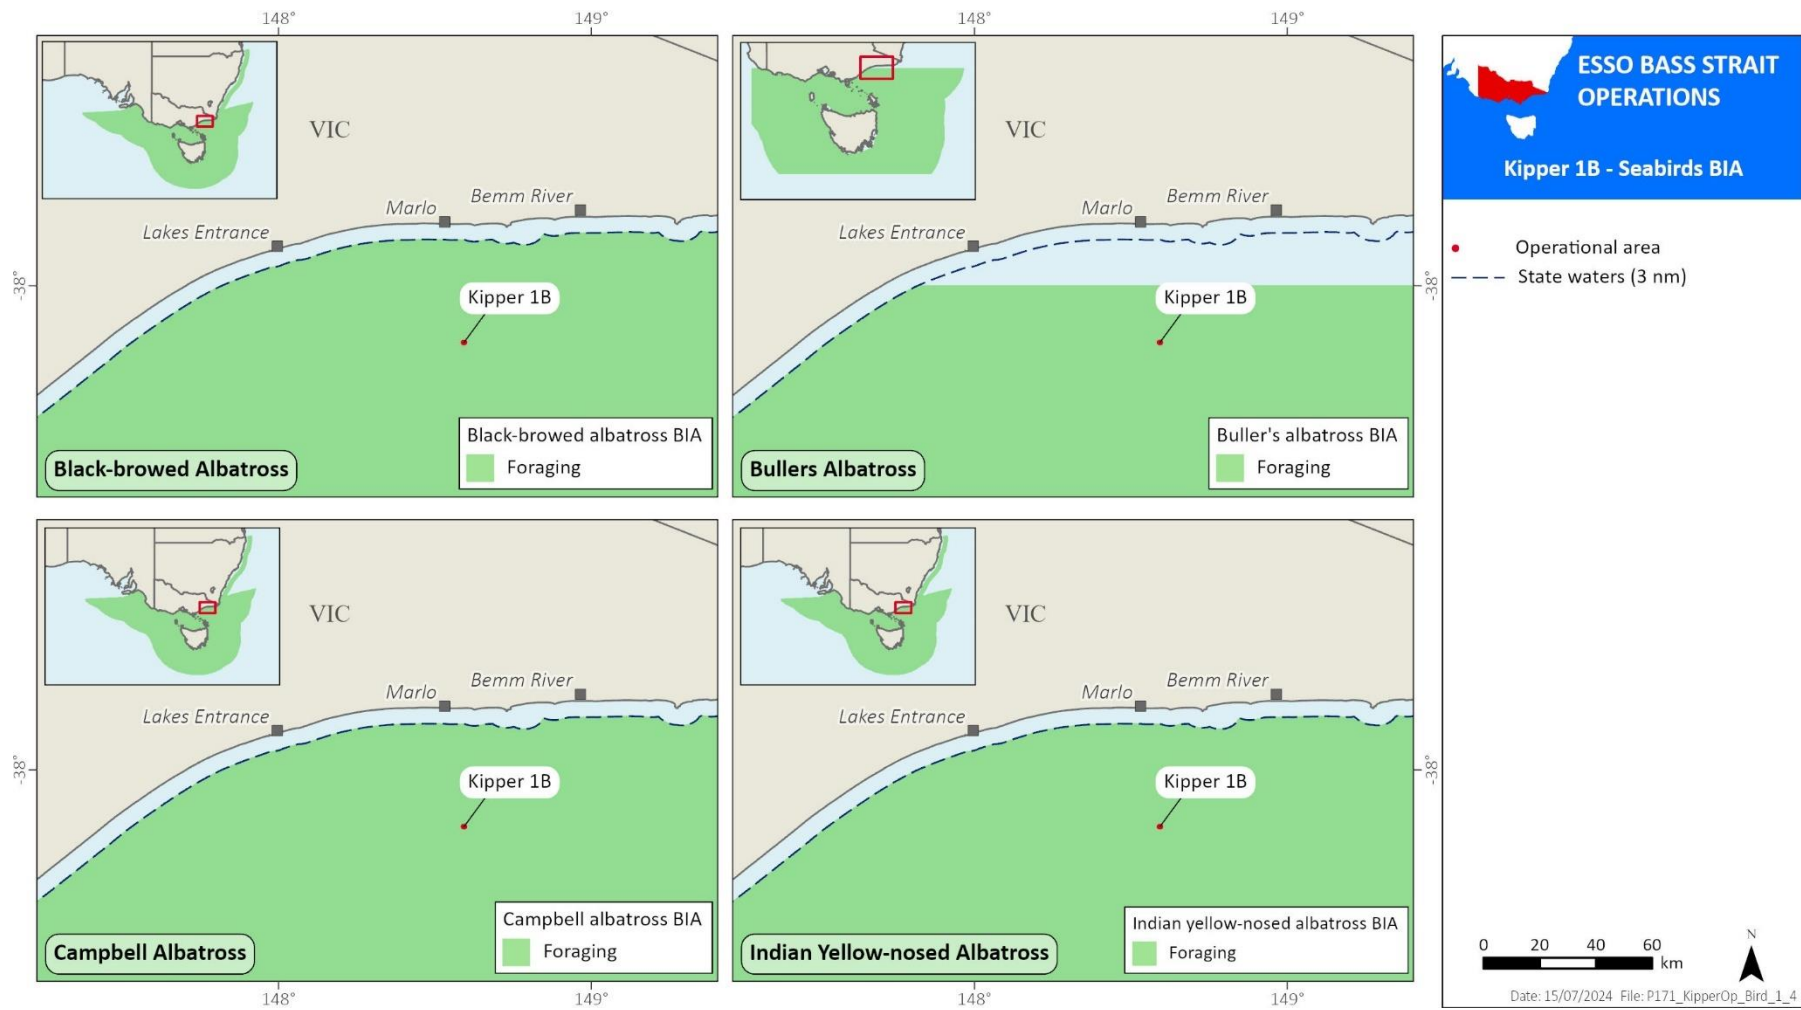 148°
149°
148°
149°
VIC
Bemm River
Marlo
Lakes Entrance
-38°
Kipper 1B
Black-browed albatross BIA
Foraging
Black-browed Albatross
VIC
Bemm River
Marlo
Lakes Entrance
-38°
Kipper 1B
Buller's albatross BIA
Foraging
Bullers Albatross
VIC
Bemm River
Marlo
Lakes Entrance
-38°
Kipper 1B
Campbell albatross BIA
Foraging
Campbell Albatross
VIC
Bemm River
Marlo
Lakes Entrance
-38°
Kipper 1B
Indian yellow-nosed albatross BIA
Foraging
Indian Yellow-nosed Albatross
148°
149°
148°
149°
ESSO BASS STRAIT
OPERATIONS
Kipper 1B - Seabirds BIA
Operational area
State waters (3 nm)
N
0 20 40 60
km
Date: 15/07/2024 File: P171_KipperOp_Bird_1_4